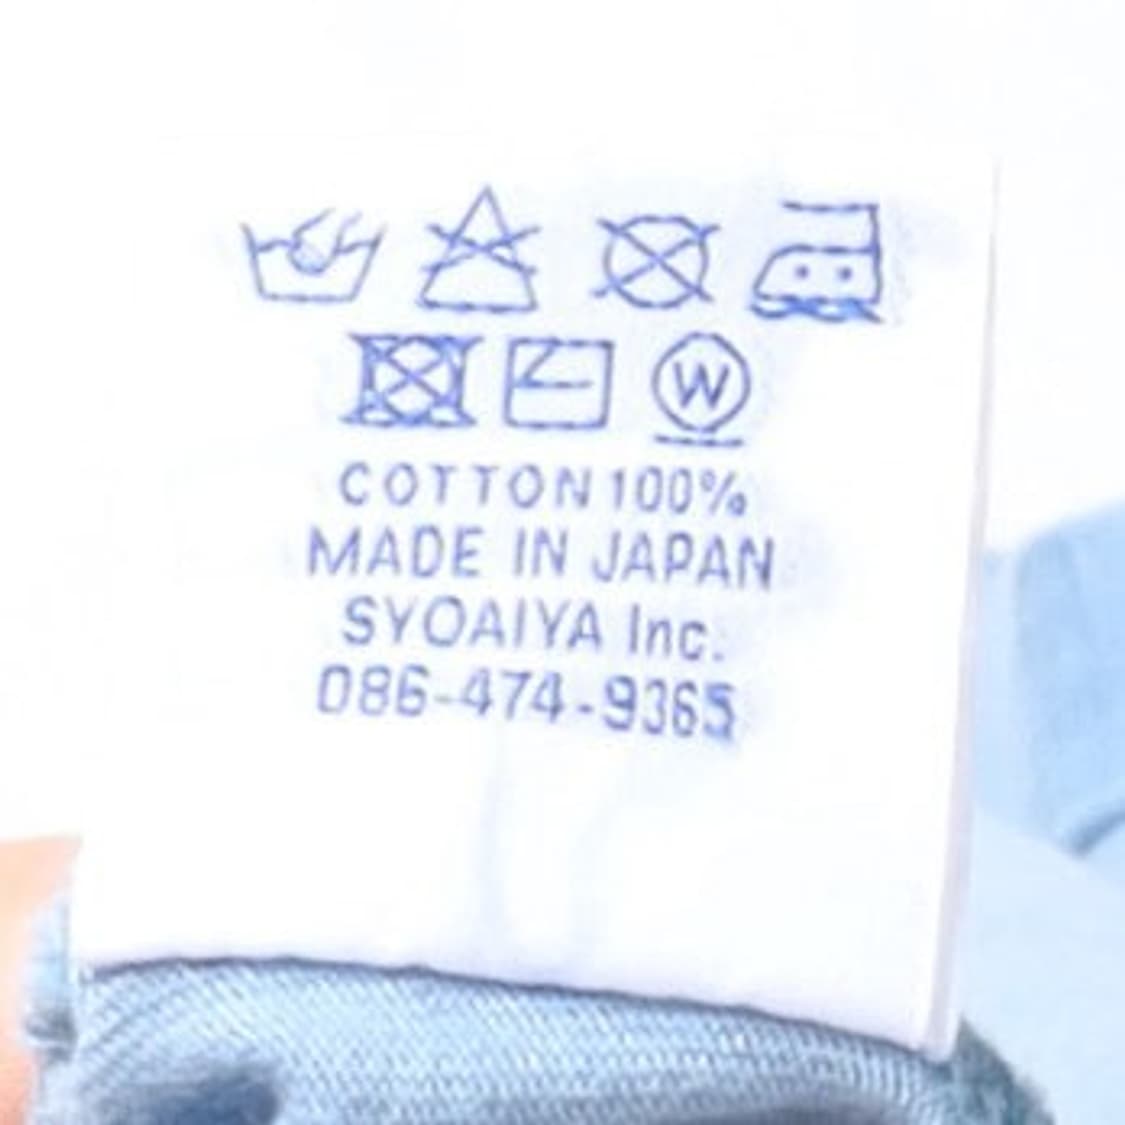 W
COTTON 100%
MADE IN JAPAN
SYOAIYA Inc.
086-474-9365